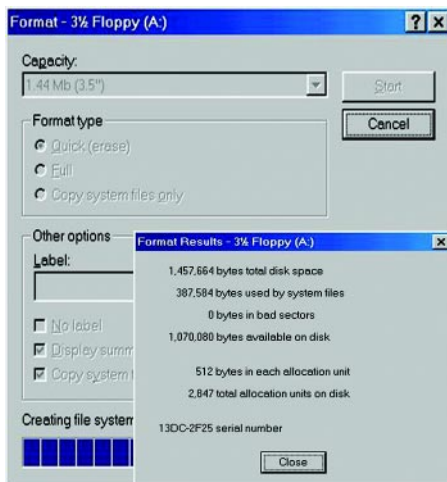 Format - 3½ Floppy (A:)
Capacity:
1.44 Mb (3.5")
Start
Cancel
Format type
Quick (erase)
Full
Copy system files only
Other options
Label:
No label
Display summ
Copy system f
Creating file system
Format Results - 3½ Floppy (A:)
1,457,664 bytes total disk space
387,584 bytes used by system files
0 bytes in bad sectors
1,070,080 bytes available on disk
512 bytes in each allocation unit
2,847 total allocation units on disk
13DC-2F25 serial number
Close